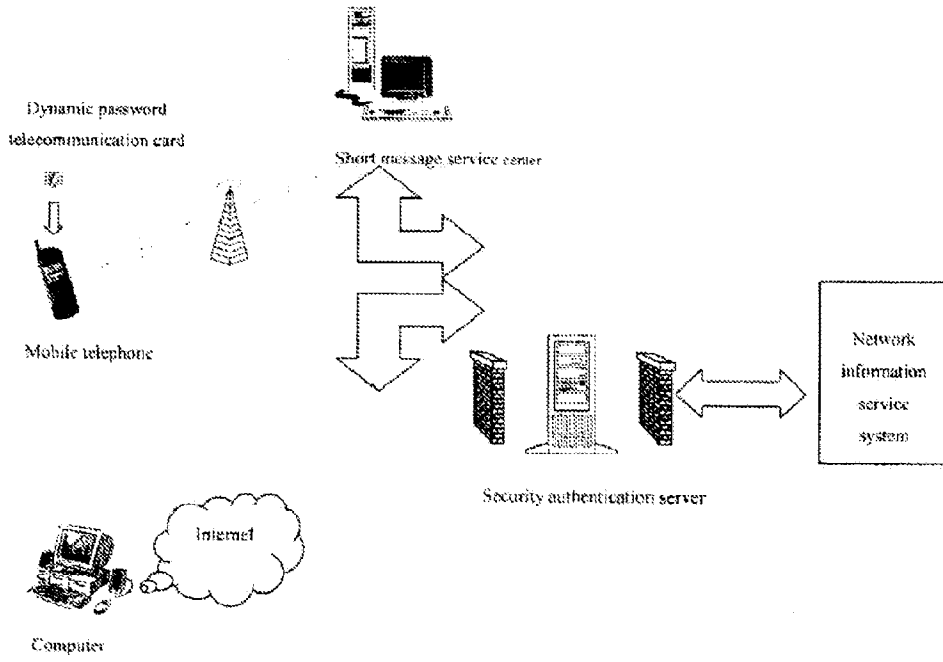 Dynamic password
telecommunication card
Short message service center
Mobile telephone
Network
information
service
system
Security authentication server
Internet
Computer